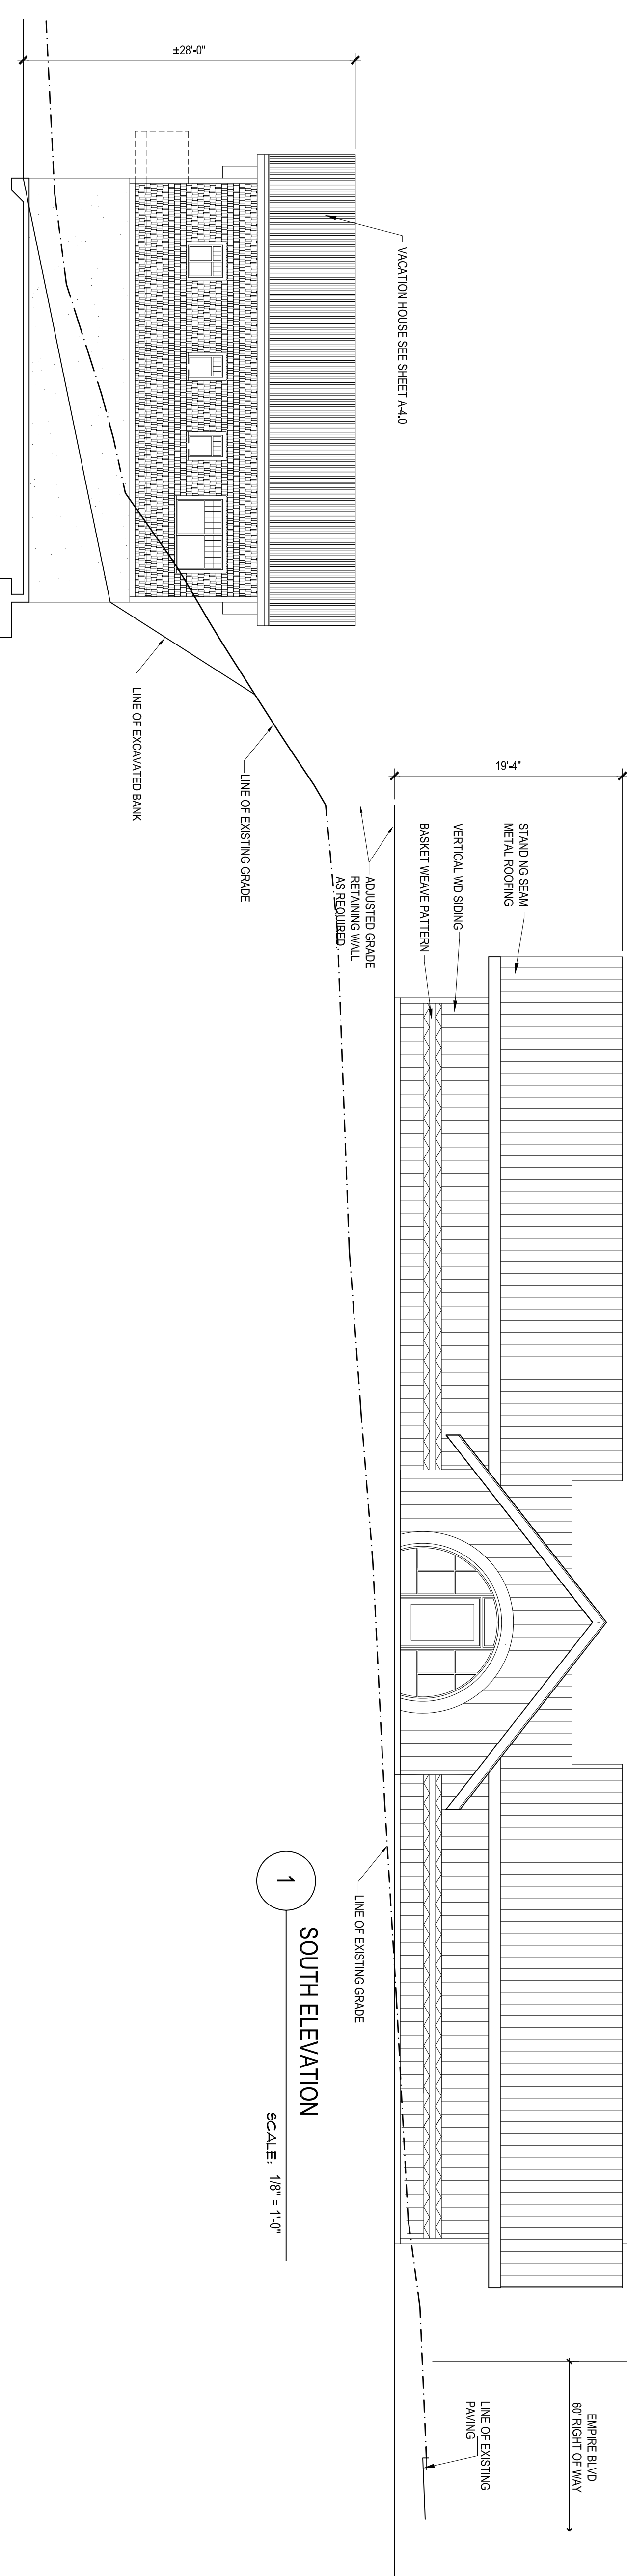 ±28'-0"
VACATION HOUSE SEE SHEET A-4.0
LINE OF EXCAVATED BANK
LINE OF EXISTING GRADE
19'-4"
STANDING SEAM
METAL ROOFING
VERTICAL WD SIDING
BASKET WEAVE PATTERN
ADJUSTED GRADE
RETAINING WALL
AS REQUIRED
LINE OF EXISTING GRADE
1
SOUTH ELEVATION
SCALE: 1/8" = 1'-0"
EMPIRE BLVD
60' RIGHT OF WAY
LINE OF EXISTING
PAVING